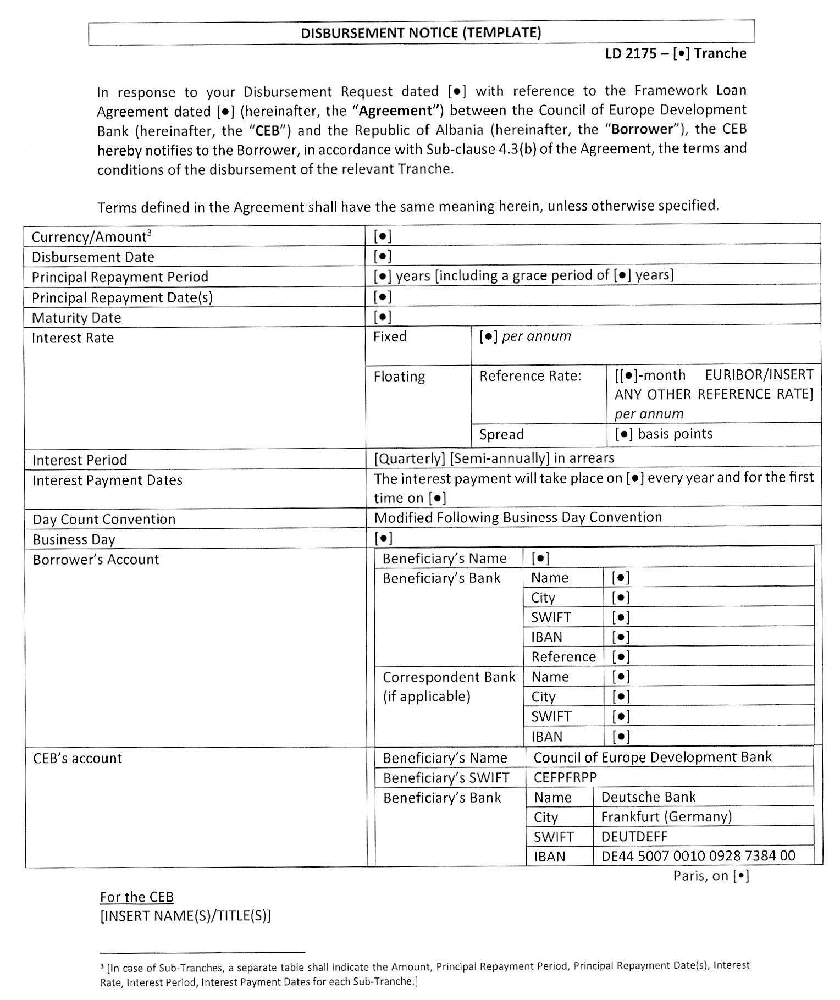 DISBURSEMENT NOTICE (TEMPLATE)
LD 2175 – [•] Tranche
In response to your Disbursement Request dated [•] with reference to the Framework Loan
Agreement dated [•] (hereinafter, the “Agreement”) between the Council of Europe Development
Bank (hereinafter, the “CEB”) and the Republic of Albania (hereinafter, the “Borrower”), the CEB
hereby notifies to the Borrower, in accordance with Sub-clause 4.3(b) of the Agreement, the terms and
conditions of the disbursement of the relevant Tranche.
Terms defined in the Agreement shall have the same meaning herein, unless otherwise specified.
Currency/Amount³ [•]
Disbursement Date [•]
Principal Repayment Period [•] years [including a grace period of [•] years]
Principal Repayment Date(s) [•]
Maturity Date [•]
Interest Rate Fixed [•] per annum
Floating Reference Rate: [[•]-month EURIBOR/INSERT
ANY OTHER REFERENCE RATE]
per annum
Spread [•] basis points
Interest Period [Quarterly] [Semi-annually] in arrears
Interest Payment Dates The interest payment will take place on [•] every year and for the first
time on [•]
Day Count Convention Modified Following Business Day Convention
Business Day [•]
Borrower’s Account Beneficiary’s Name [•]
Beneficiary’s Bank Name [•]
City [•]
SWIFT [•]
IBAN [•]
Reference [•]
Correspondent Bank Name [•]
(if applicable) City [•]
SWIFT [•]
IBAN [•]
CEB’s account Beneficiary’s Name Council of Europe Development Bank
Beneficiary’s SWIFT CEFPFRPP
Beneficiary’s Bank Name Deutsche Bank
City Frankfurt (Germany)
SWIFT DEUTDEFF
IBAN DE44 5007 0010 0928 7384 00
Paris, on [•]
For the CEB
[INSERT NAME(S)/TITLE(S)]
³ [In case of Sub-Tranches, a separate table shall indicate the Amount, Principal Repayment Period, Principal Repayment Date(s), Interest
Rate, Interest Period, Interest Payment Dates for each Sub-Tranche.]